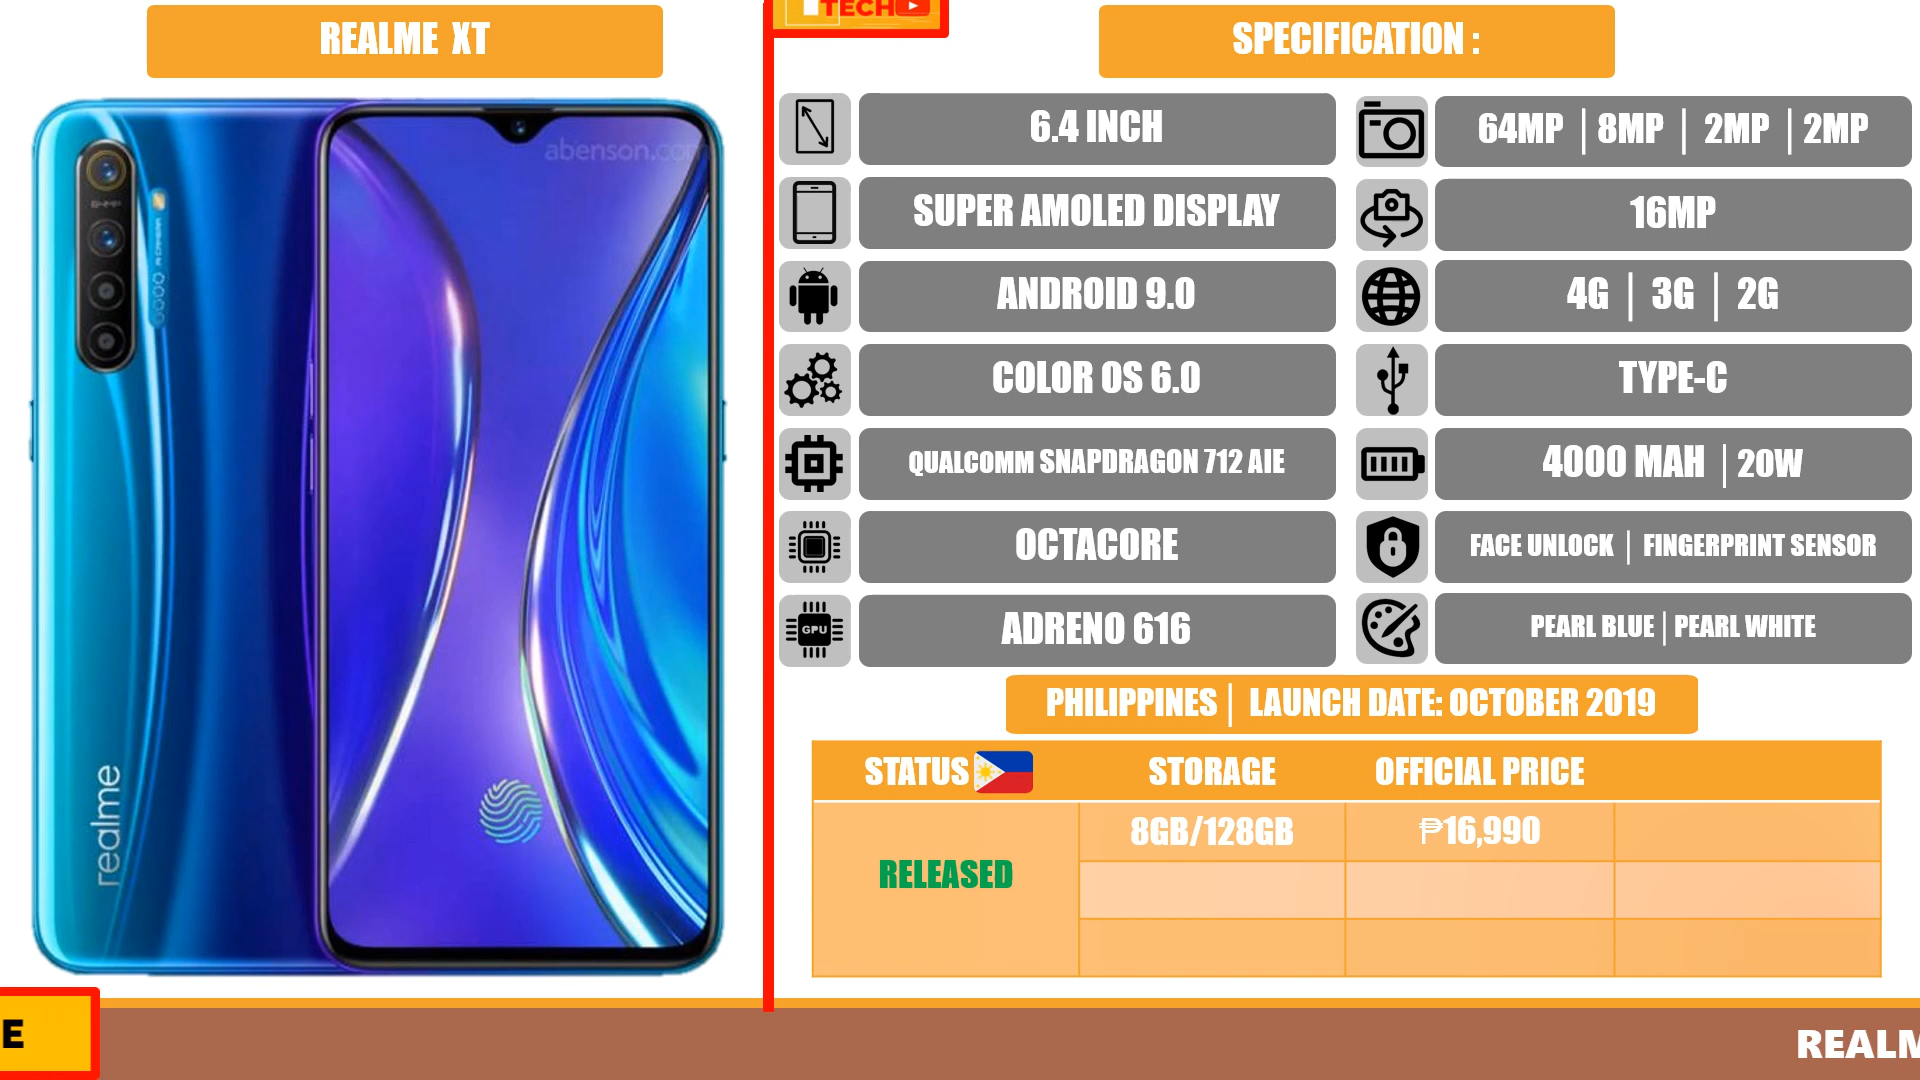 REALME XT
TECH
SPECIFICATION :
abenson.com
realme
6.4 INCH
SUPER AMOLED DISPLAY
ANDROID 9.0
COLOR OS 6.0
QUALCOMM SNAPDRAGON 712 AIE
OCTACORE
GPU
ADRENO 616
64MP | 8MP | 2MP | 2MP
16MP
4G | 3G | 2G
TYPE-C
4000 MAH | 20W
FACE UNLOCK | FINGERPRINT SENSOR
PEARL BLUE | PEARL WHITE
PHILIPPINES | LAUNCH DATE: OCTOBER 2019
STATUS STORAGE OFFICIAL PRICE
RELEASED 8GB/128GB ₱16,990
E
REALM